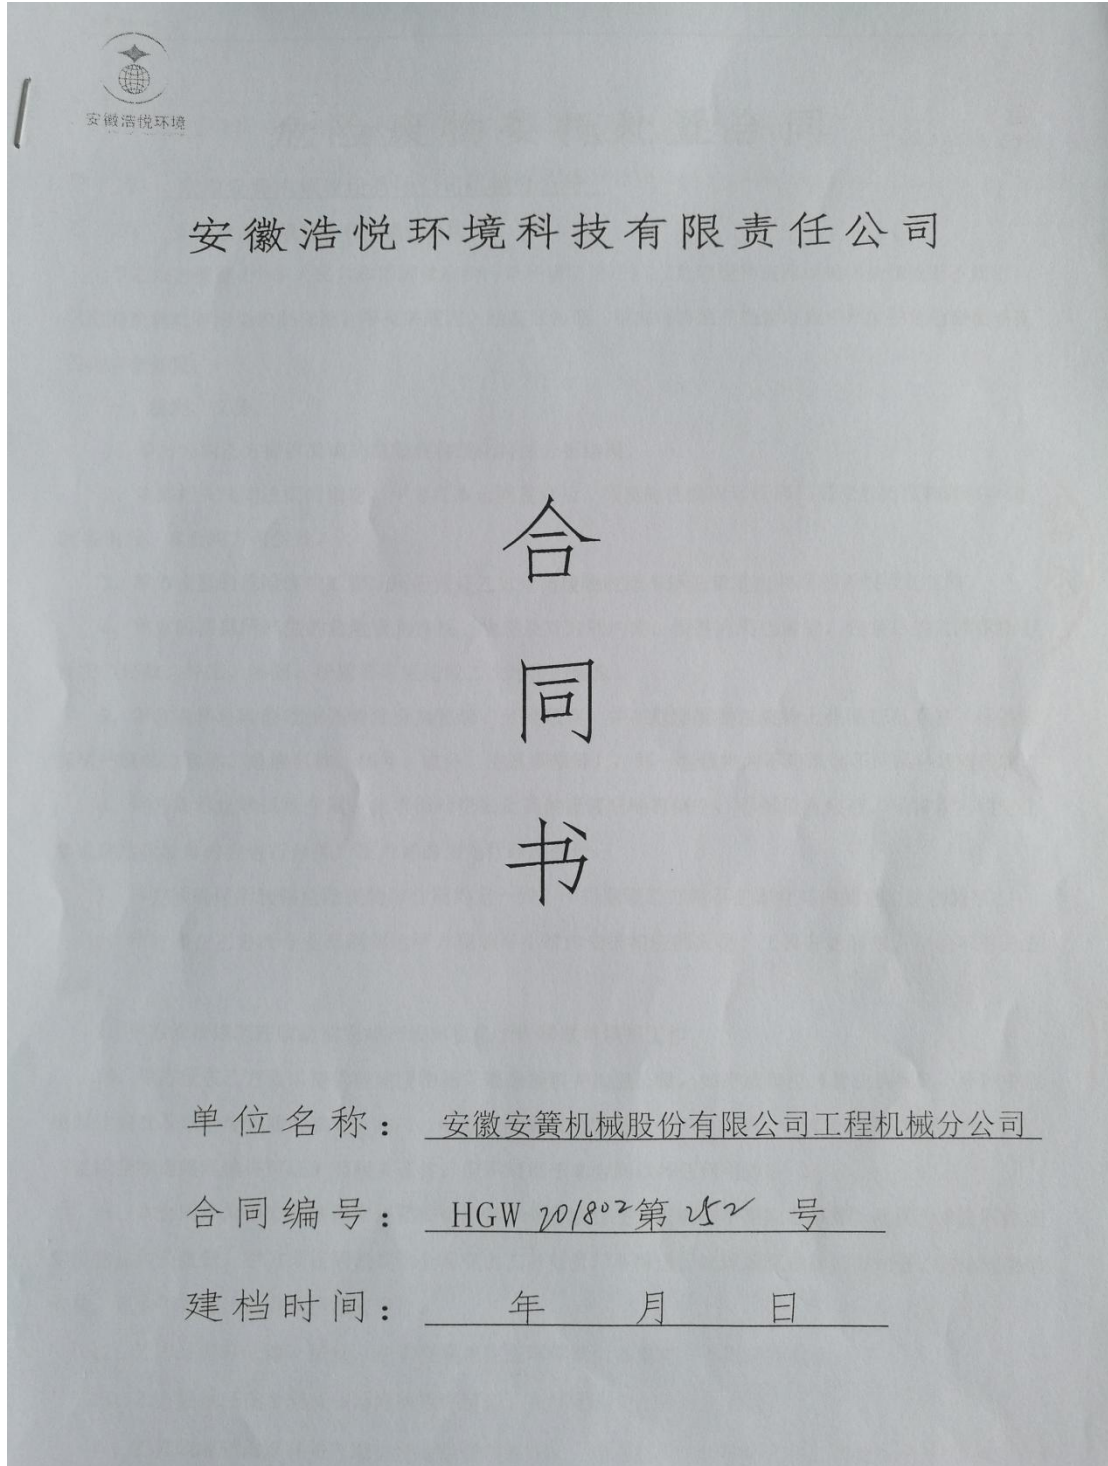 安徽浩悦环境
安徽浩悦环境科技有限责任公司
合
同
书
单位名称：安徽安簧机械股份有限公司工程机械分公司
合同编号：HGW 201802第 252 号
建档时间： 年 月 日